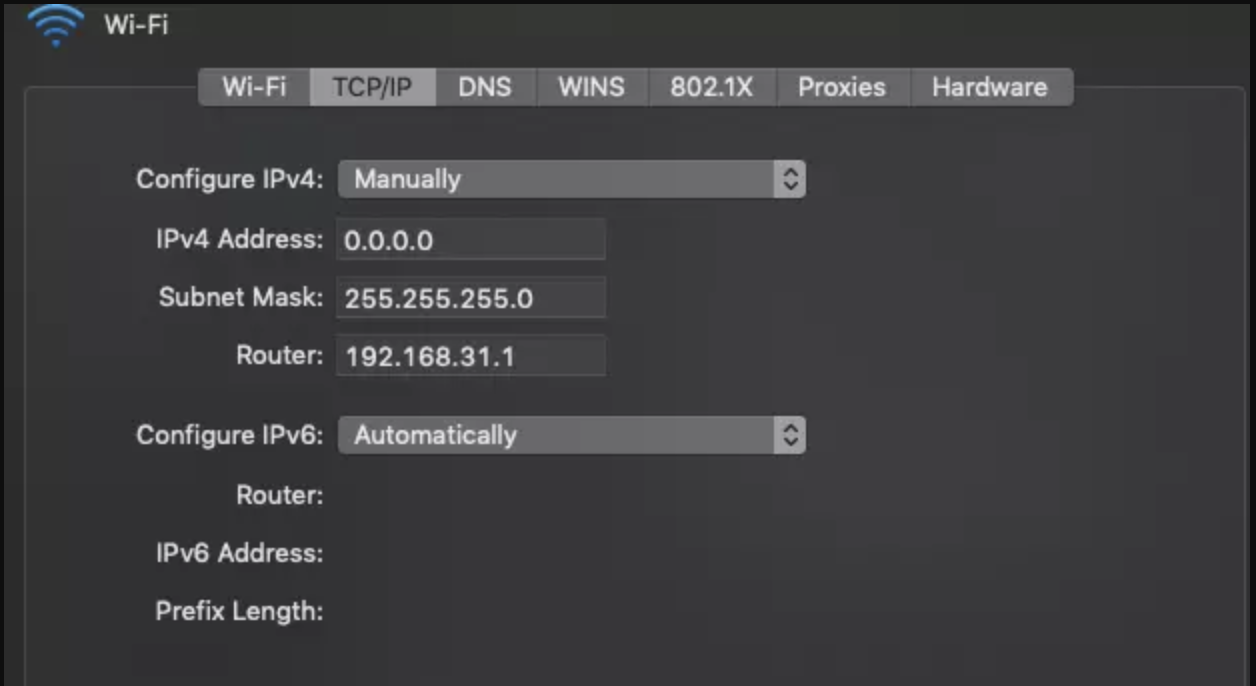 Wi-Fi
Wi-Fi TCP/IP DNS WINS 802.1X Proxies Hardware
Configure IPv4: Manually
IPv4 Address: 0.0.0.0
Subnet Mask: 255.255.255.0
Router: 192.168.31.1
Configure IPv6: Automatically
Router:
IPv6 Address:
Prefix Length: